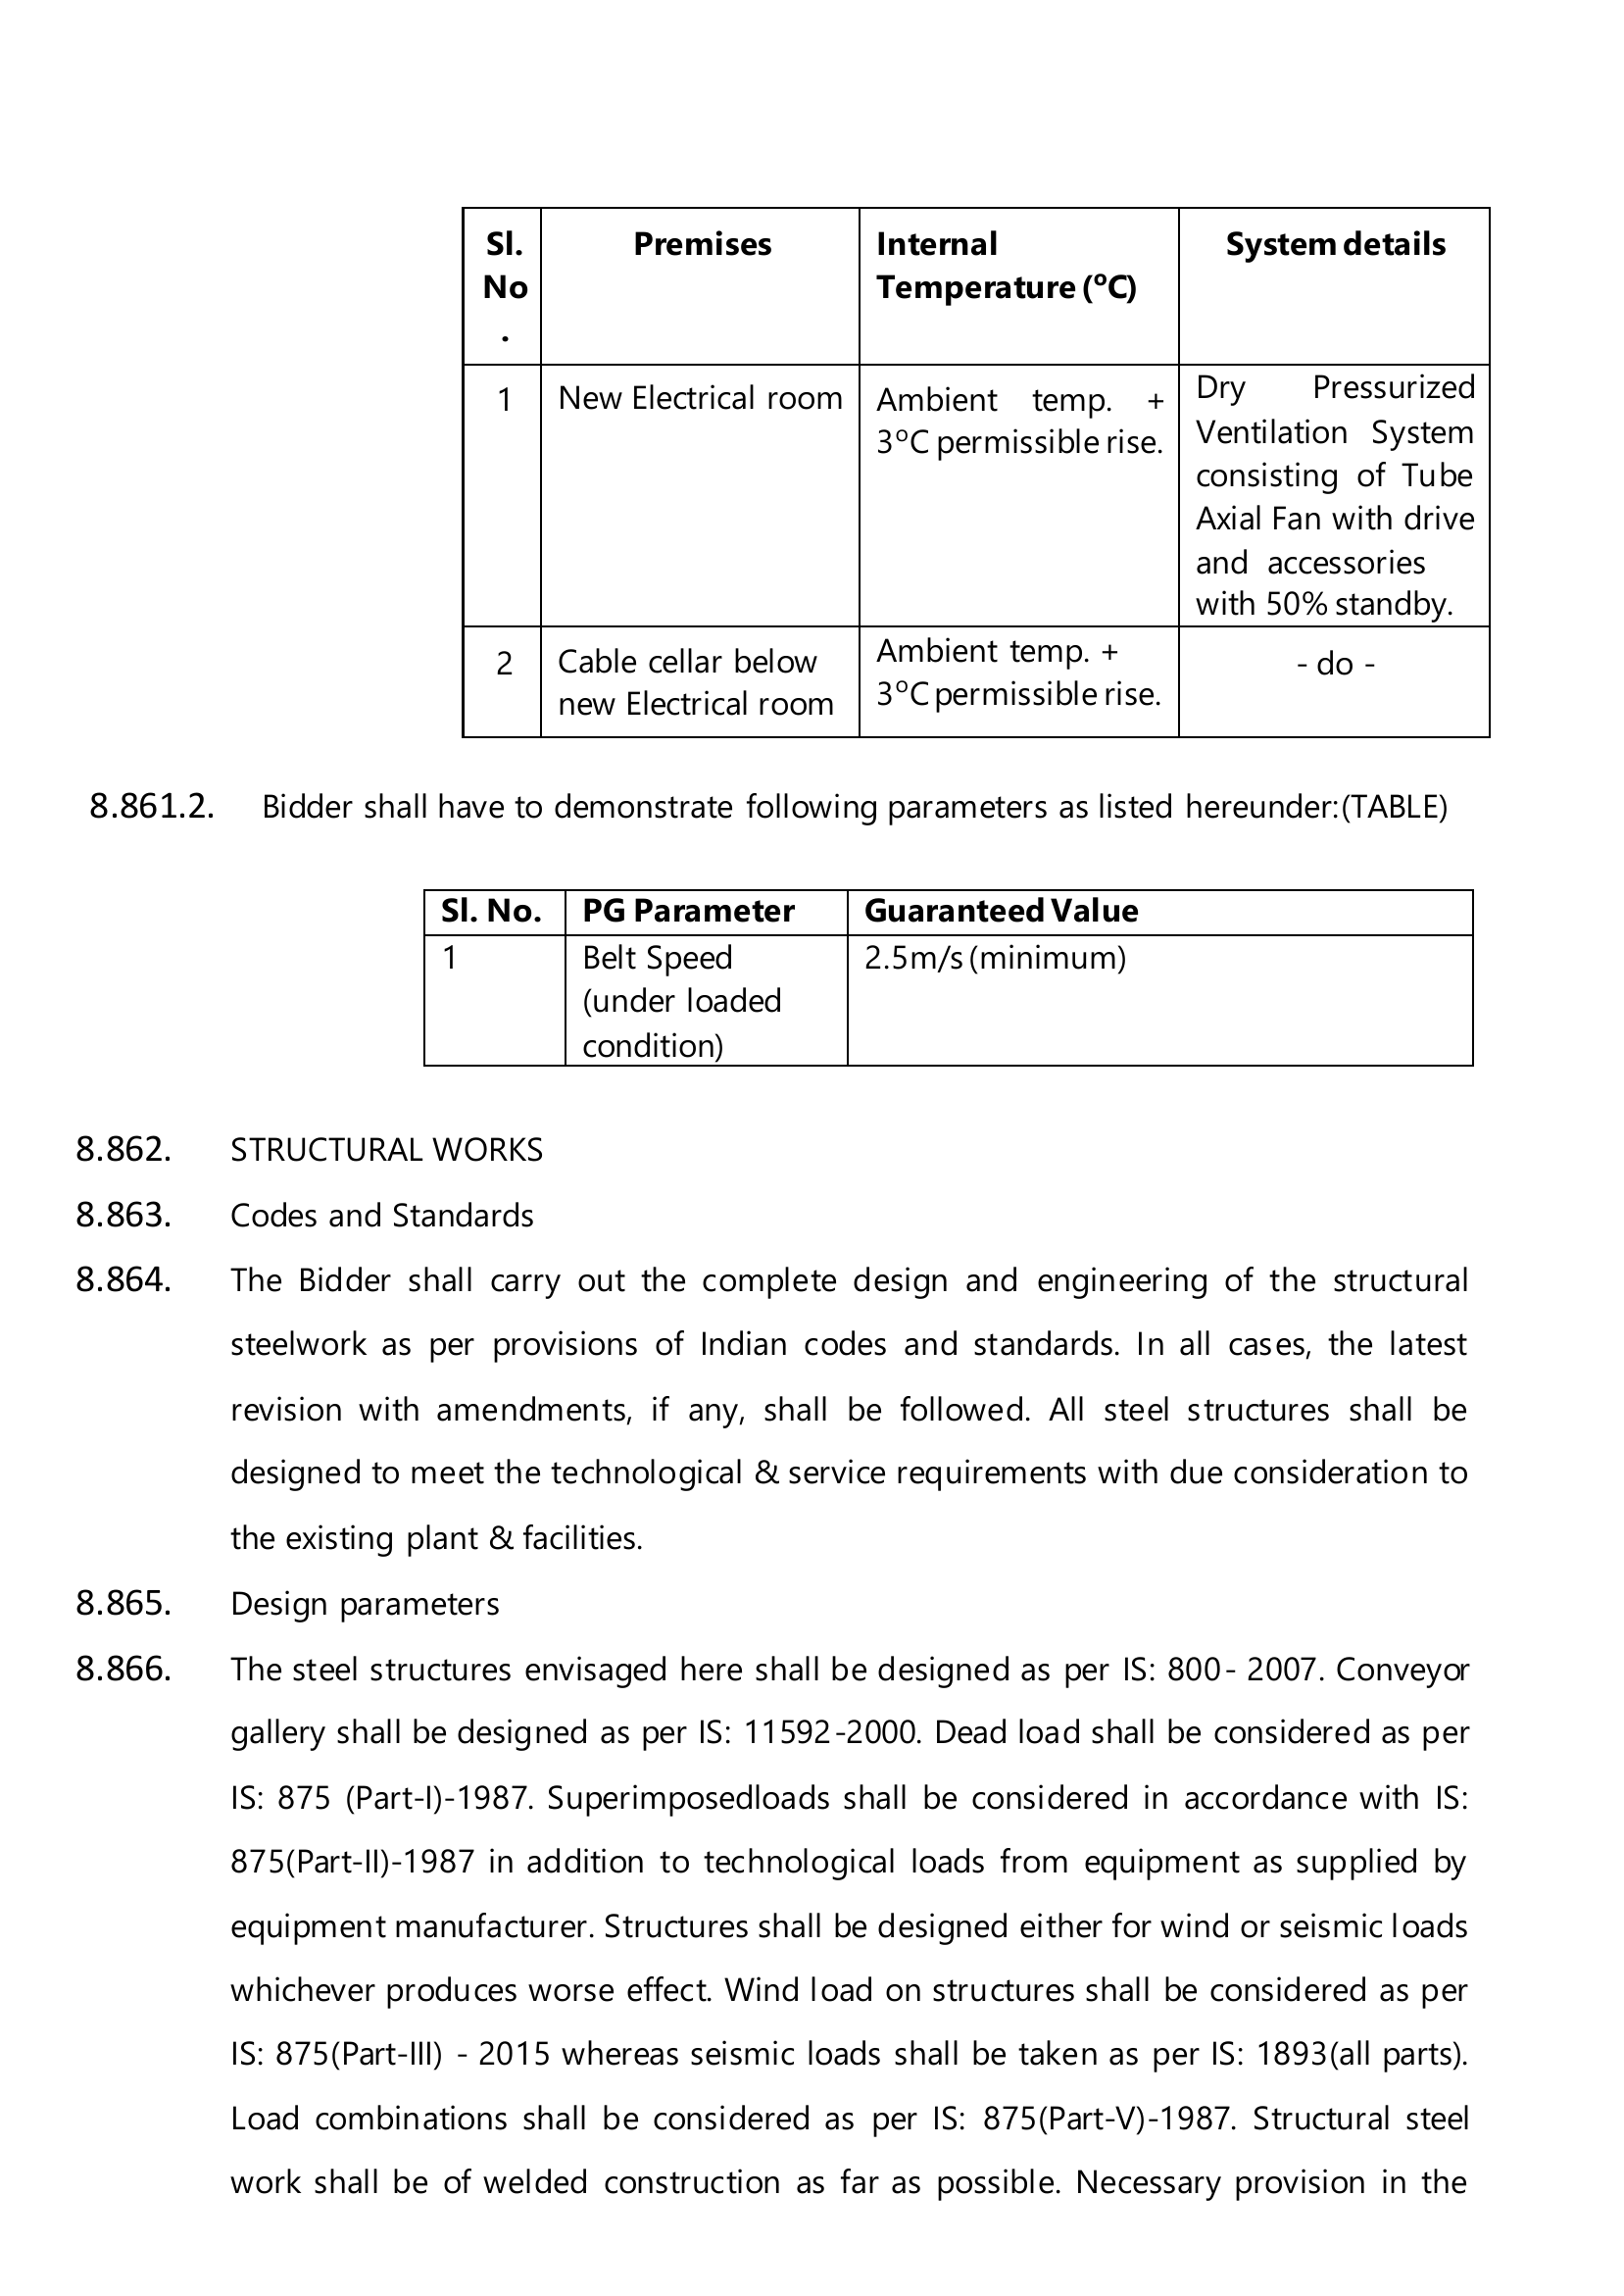 Sl. Premises Internal System details
No Temperature (ºC)
.
1 New Electrical room Ambient temp. + Dry Pressurized
3ºC permissible rise. Ventilation System
consisting of Tube
Axial Fan with drive
and accessories
with 50% standby.
2 Cable cellar below Ambient temp. + - do -
new Electrical room 3ºC permissible rise.
8.861.2. Bidder shall have to demonstrate following parameters as listed hereunder:(TABLE)
Sl. No. PG Parameter Guaranteed Value
1 Belt Speed 2.5m/s (minimum)
(under loaded
condition)
8.862. STRUCTURAL WORKS
8.863. Codes and Standards
8.864. The Bidder shall carry out the complete design and engineering of the structural
steelwork as per provisions of Indian codes and standards. In all cases, the latest
revision with amendments, if any, shall be followed. All steel structures shall be
designed to meet the technological & service requirements with due consideration to
the existing plant & facilities.
8.865. Design parameters
8.866. The steel structures envisaged here shall be designed as per IS: 800- 2007. Conveyor
gallery shall be designed as per IS: 11592-2000. Dead load shall be considered as per
IS: 875 (Part-I)-1987. Superimposedloads shall be considered in accordance with IS:
875(Part-II)-1987 in addition to technological loads from equipment as supplied by
equipment manufacturer. Structures shall be designed either for wind or seismic loads
whichever produces worse effect. Wind load on structures shall be considered as per
IS: 875(Part-III) - 2015 whereas seismic loads shall be taken as per IS: 1893(all parts).
Load combinations shall be considered as per IS: 875(Part-V)-1987. Structural steel
work shall be of welded construction as far as possible. Necessary provision in the